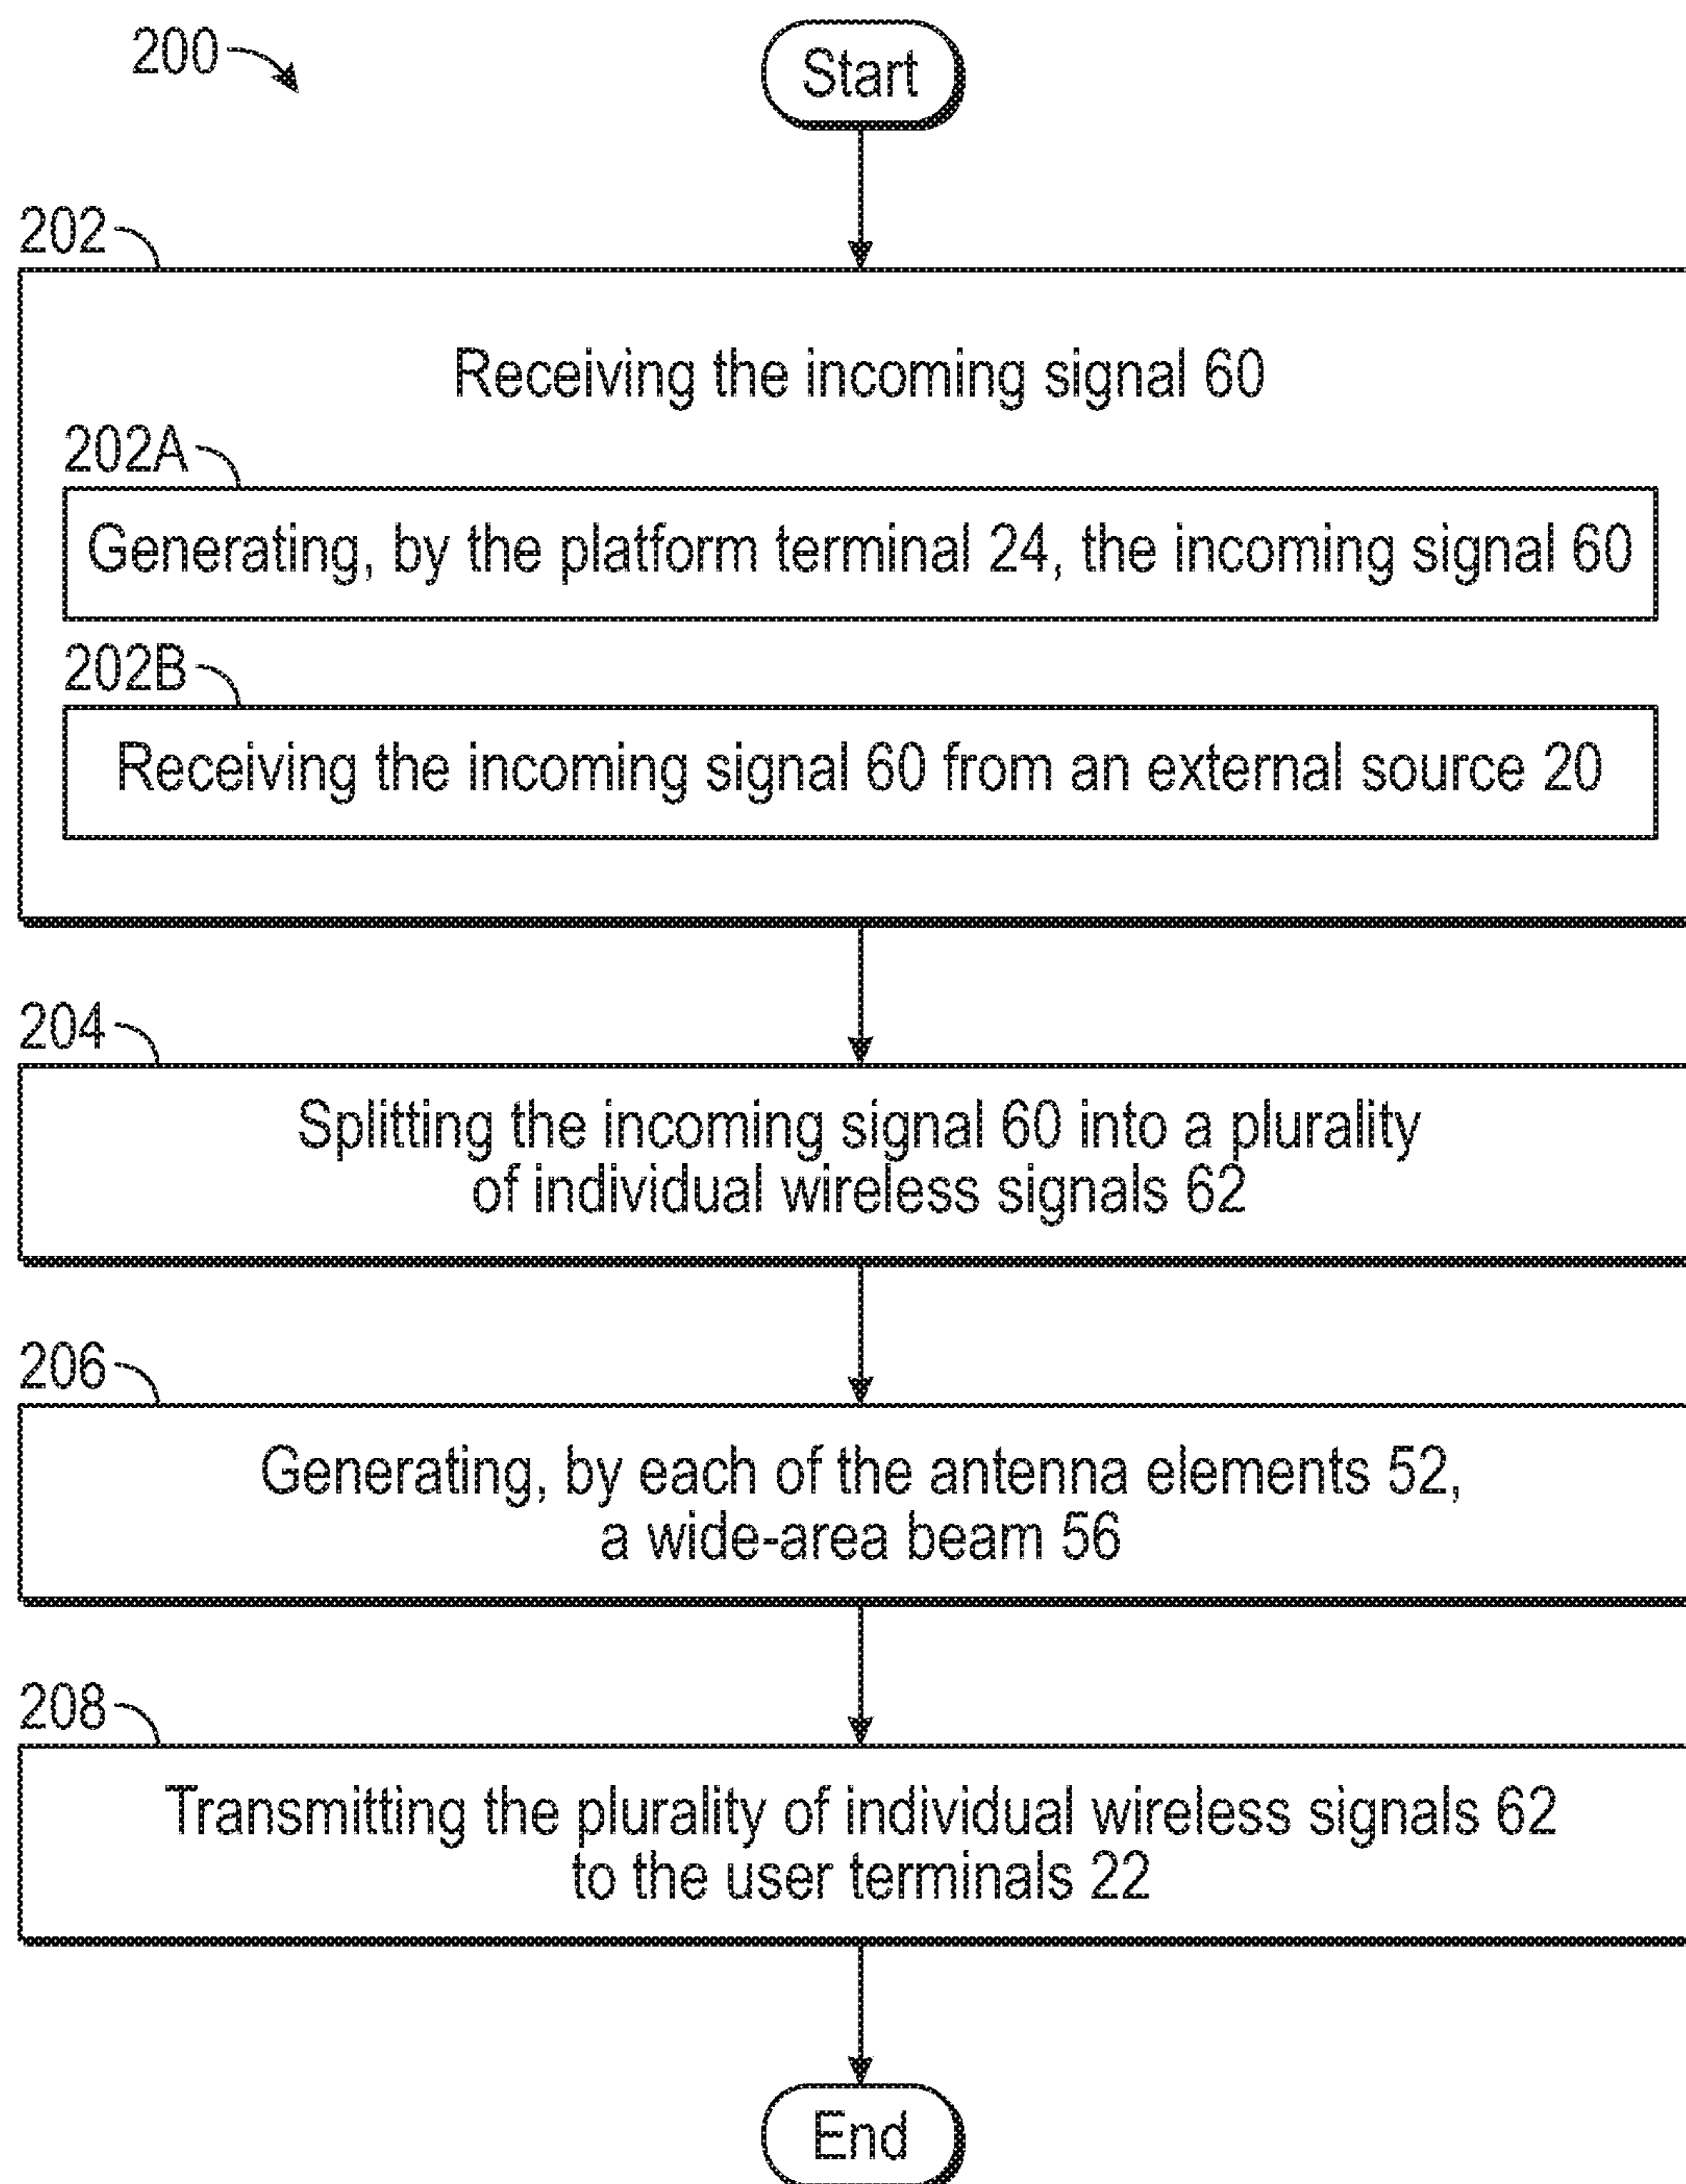 200
Start
202
Receiving the incoming signal 60
202A
Generating, by the platform terminal 24, the incoming signal 60
202B
Receiving the incoming signal 60 from an external source 20
204
Splitting the incoming signal 60 into a plurality
of individual wireless signals 62
206
Generating, by each of the antenna elements 52,
a wide-area beam 56
208
Transmitting the plurality of individual wireless signals 62
to the user terminals 22
End